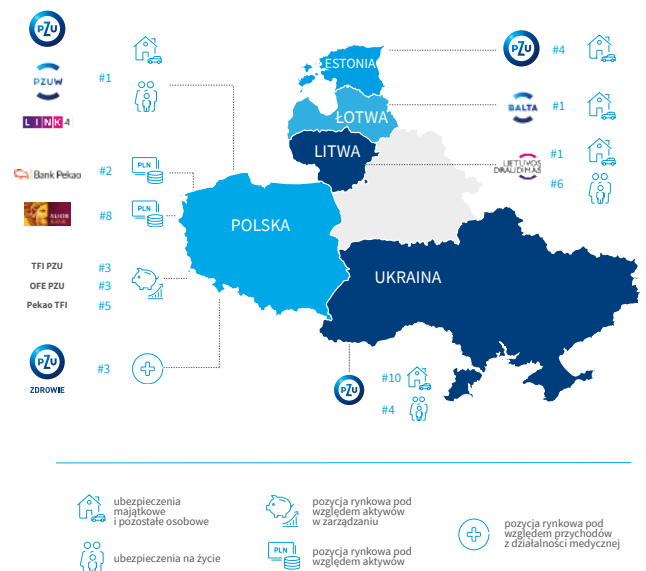 PZU
PZUW
#1
LINK4
Bank Pekao
#2
PLN
ALIOR
BANK
#8
PLN
TFI PZU
#3
OFE PZU
#3
Pekao TFI
#5
PZU
ZDROWIE
#3
ESTONIA
ŁOTWA
LITWA
POLSKA
UKRAINA
PZU
#4
BALTA
#1
LIETUVOS
DRAUDIMAS
#1
#6
PZU
#10
#4
ubezpieczenia
majątkowe
i pozostałe osobowe
ubezpieczenia na życie
pozycja rynkowa pod
względem aktywów
w zarządzaniu
PLN
pozycja rynkowa pod
względem aktywów
pozycja rynkowa pod
względem przychodów
z działalności medycznej